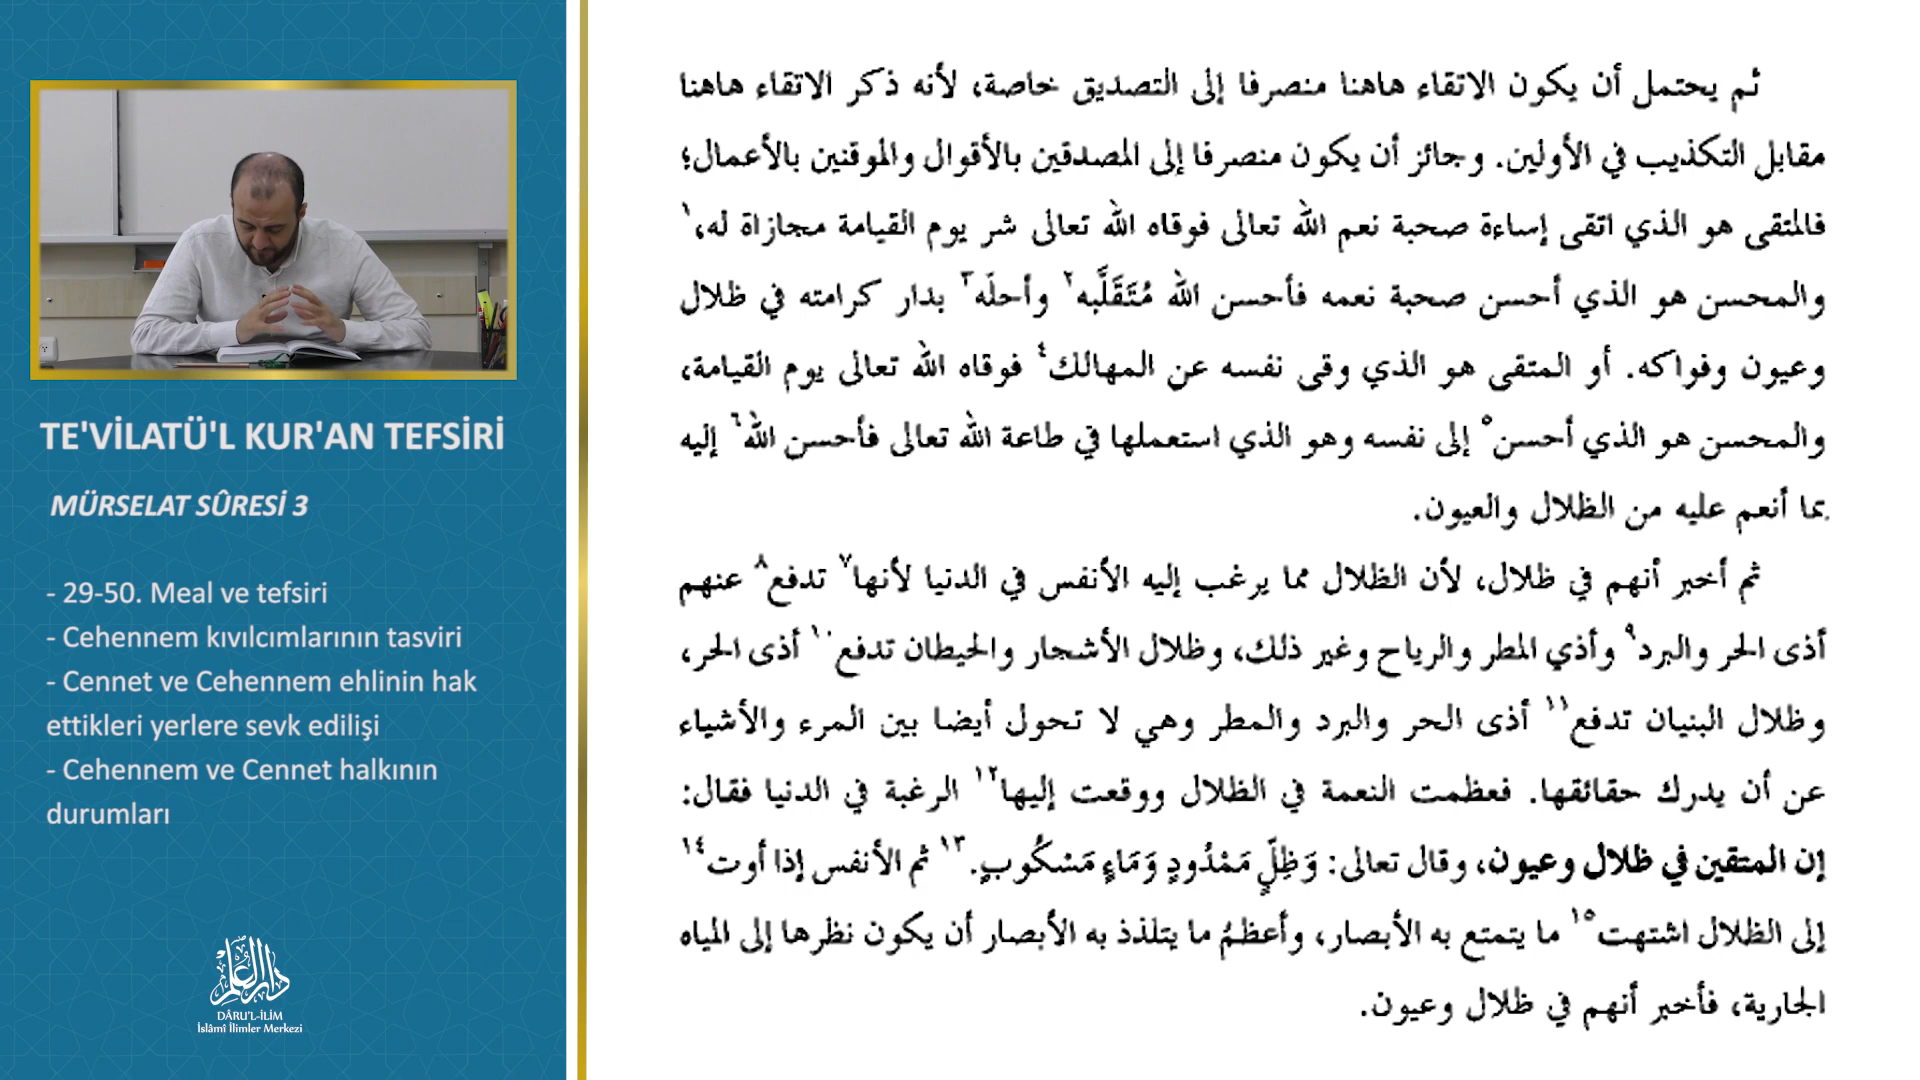 TE'VİLATÜ'L KUR'AN TEFSİRİ
MÜRSELAT SÛRESİ 3
- 29-50. Meal ve tefsiri
- Cehennem kıvılcımlarının tasviri
- Cennet ve Cehennem ehlinin hak
ettikleri yerlere sevk edilişi
- Cehennem ve Cennet halkının
durumları
دار العلم
DÂRU'L-İLİM
İslâmî İlimler Merkezi
ثم يحتمل أن يكون الاتقاء هاهنا منصرفا إلى التصديق خاصة، لأنه ذكر الاتقاء هاهنا
مقابل التكذيب في الأولين. وجائز أن يكون منصرفا إلى المصدقين بالأقوال والموقنين بالأعمال؛
فالمتقى هو الذي اتقى إساءة صحبة نعم الله تعالى فوقاه الله تعالى شر يوم القيامة مجازاة له،١
والمحسن هو الذي أحسن صحبة نعمه فأحسن الله مُتَقَلَّبه٢ وأحلّه٣ بدار كرامته في ظلال
وعيون وفواكه. أو المتقى هو الذي وقى نفسه عن المهالك٤ فوقاه الله تعالى يوم القيامة،
والمحسن هو الذي أحسن٥ إلى نفسه وهو الذي استعملها في طاعة الله تعالى فأحسن الله٦ إليه
بما أنعم عليه من الظلال والعيون.
ثم أخبر أنهم في ظلال، لأن الظلال مما يرغب إليه الأنفس في الدنيا لأنها٧ تدفع٨ عنهم
أذى الحر والبرد٩ وأذي المطر والرياح وغير ذلك، وظلال الأشجار والحيطان تدفع١٠ أذى الحر،
وظلال البنيان تدفع١١ أذى الحر والبرد والمطر وهي لا تحول أيضا بين المرء والأشياء
عن أن يدرك حقائقها. فعظمت النعمة في الظلال ووقعت إليها١٢ الرغبة في الدنيا فقال:
إن المتقين في ظلال وعيون، وقال تعالى: وَظِلٍّ مَمْدُودٍ وَمَاءٍ مَسْكُوبٍ.١٣ ثم الأنفس إذا أوت١٤
إلى الظلال اشتهت١٥ ما يتمتع به الأبصار، وأعظمُ ما يتلذذ به الأبصار أن يكون نظرها إلى المياه
الجارية، فأخبر أنهم في ظلال وعيون.